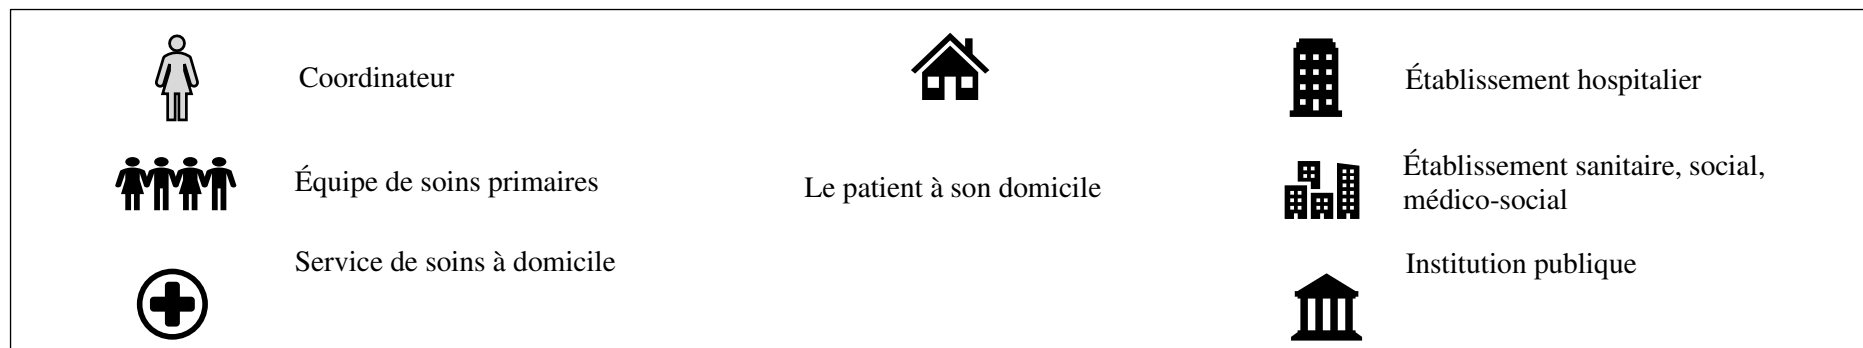 Coordinateur
Équipe de soins primaires
Service de soins à domicile
Le patient à son domicile
Établissement hospitalier
Établissement sanitaire, social,
médico-social
Institution publique